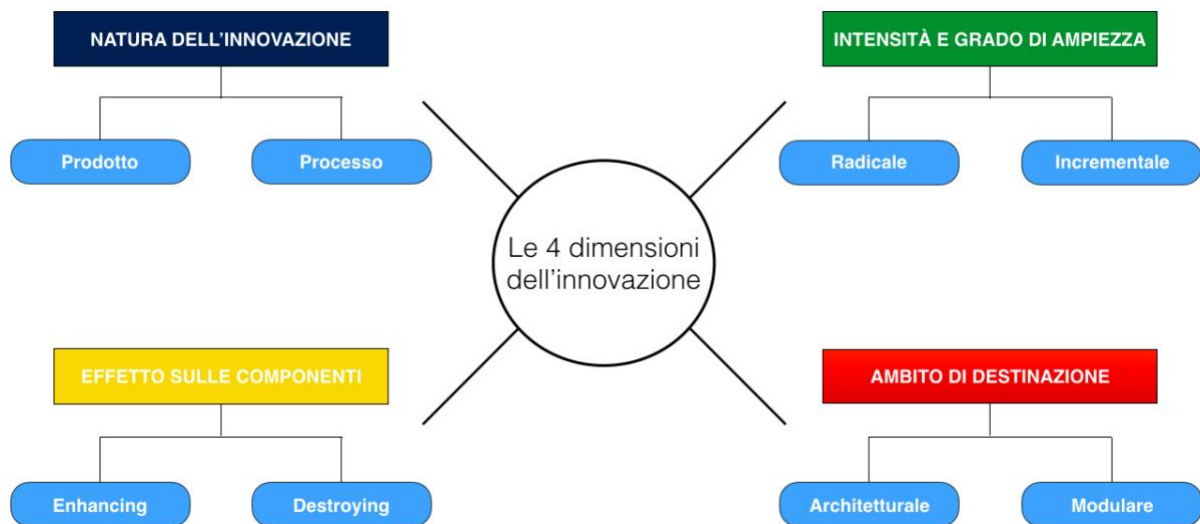 NATURA DELL'INNOVAZIONE
INTENSITÀ E GRADO DI AMPIEZZA
Prodotto
Processo
Radicale
Incrementale
Le 4 dimensioni
dell'innovazione
EFFETTO SULLE COMPONENTI
AMBITO DI DESTINAZIONE
Enhancing
Destroying
Architetturale
Modulare